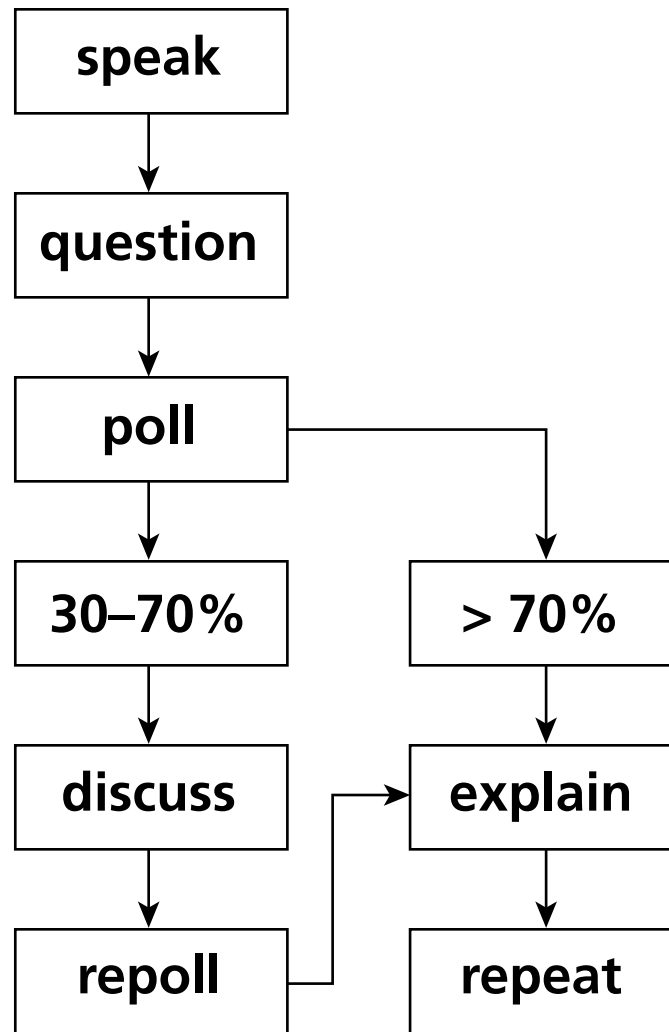 speak
question
poll
30–70%
> 70%
discuss
explain
repoll
repeat